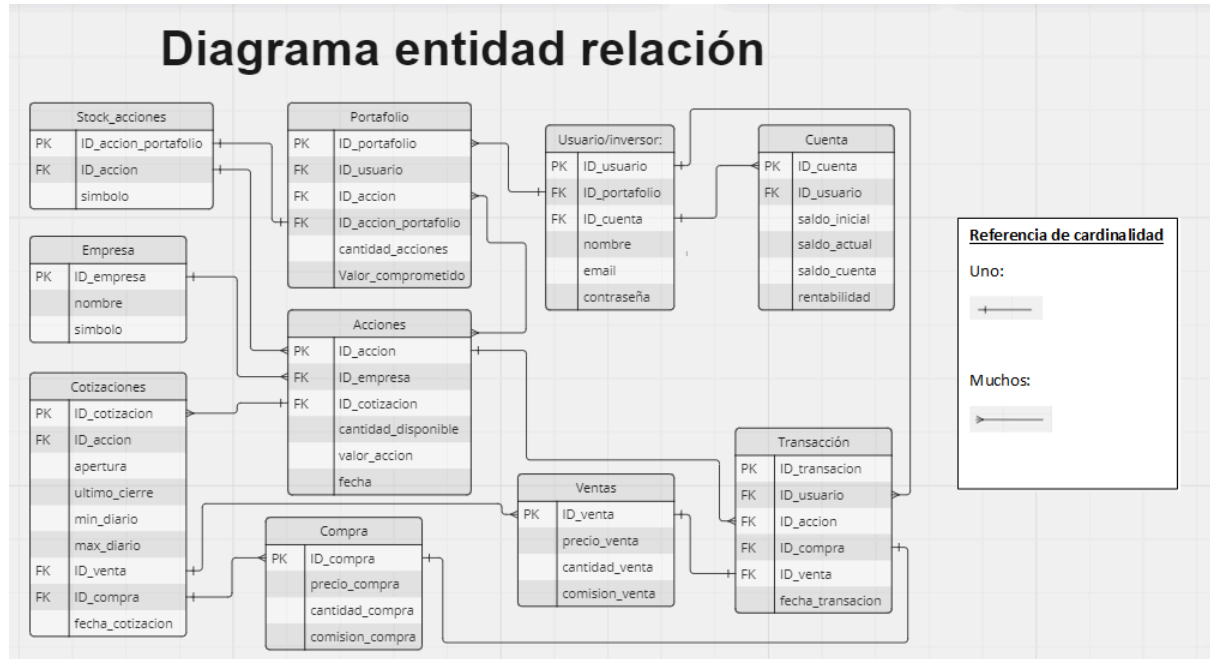 Diagrama entidad relación
Stock_acciones
PK ID_accion_portafolio
FK ID_accion
simbolo
Portafolio
PK ID_portafolio
FK ID_usuario
FK ID_accion
FK ID_accion_portafolio
cantidad_acciones
Valor_comprometido
Usuario/inversor:
PK ID_usuario
FK ID_portafolio
FK ID_cuenta
nombre
email
contraseña
Cuenta
PK ID_cuenta
FK ID_usuario
saldo_inicial
saldo_actual
saldo_cuenta
rentabilidad
Referencia de cardinalidad
Uno:
Muchos:
Empresa
PK ID_empresa
nombre
simbolo
Acciones
PK ID_accion
FK ID_empresa
FK ID_cotizacion
cantidad_disponible
valor_accion
fecha
Cotizaciones
PK ID_cotizacion
FK ID_accion
apertura
ultimo_cierre
min_diario
max_diario
FK ID_venta
FK ID_compra
fecha_cotizacion
Compra
PK ID_compra
precio_compra
cantidad_compra
comision_compra
Ventas
PK ID_venta
precio_venta
cantidad_venta
comision_venta
Transacción
PK ID_transacion
FK ID_usuario
FK ID_accion
FK ID_compra
FK ID_venta
fecha_transacion